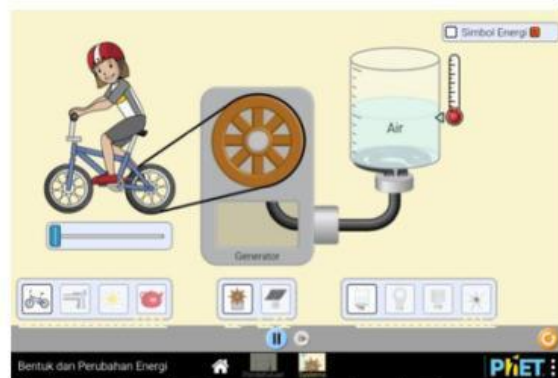 Simbol Energi
Air
Generator
Bentuk dan Perubahan Energi
PhET